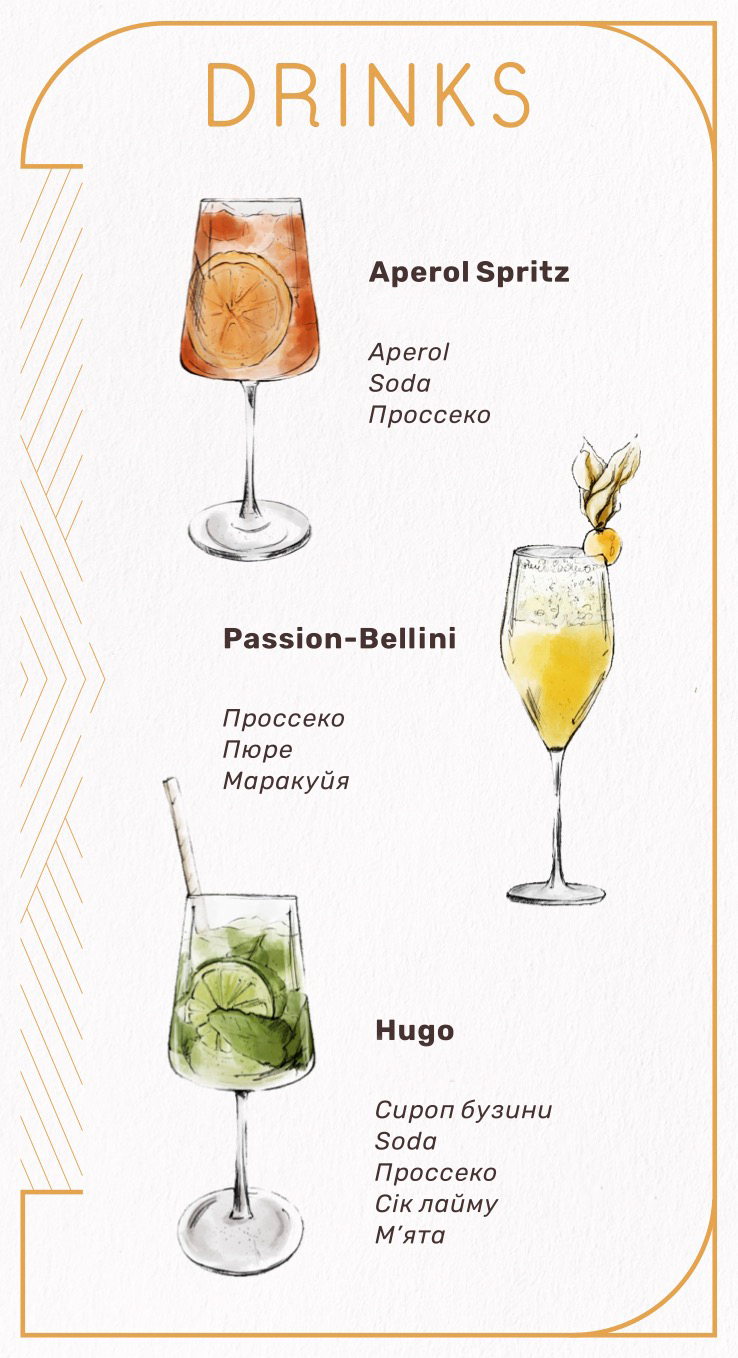 DRINKS
Aperol Spritz
Aperol
Soda
Проссеко
Passion-Bellini
Проссеко
Пюре
Маракуйя
Hugo
Сироп бузини
Soda
Проссеко
Сік лайму
М’ята